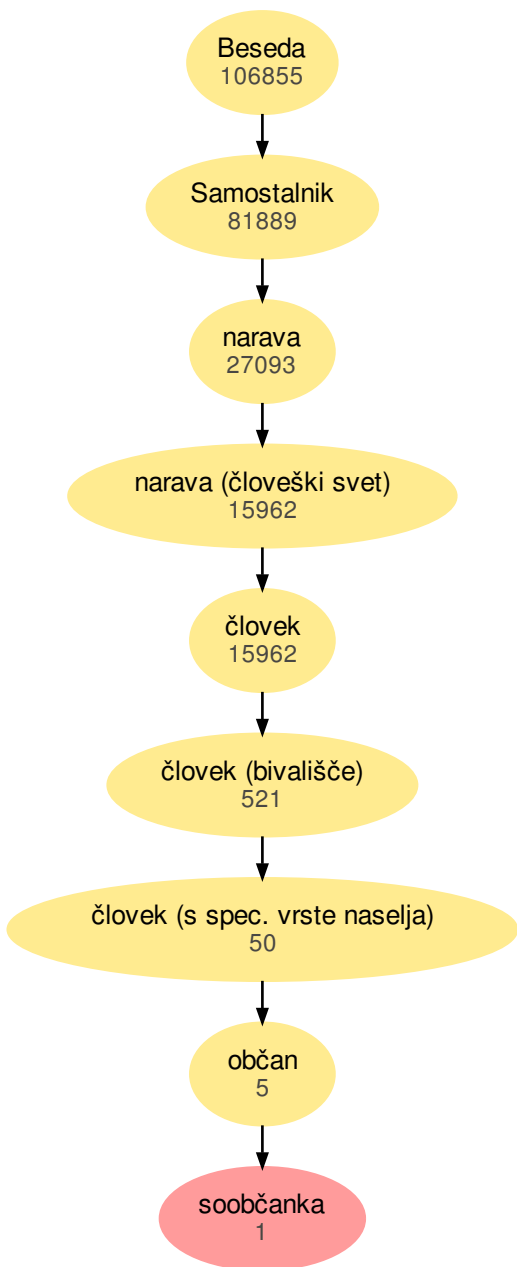 Beseda
106855
Samostalnik
81889
narava
27093
narava (človeški svet)
15962
človek
15962
človek (bivališče)
521
človek (s spec. vrste naselja)
50
občan
5
soobčanka
1